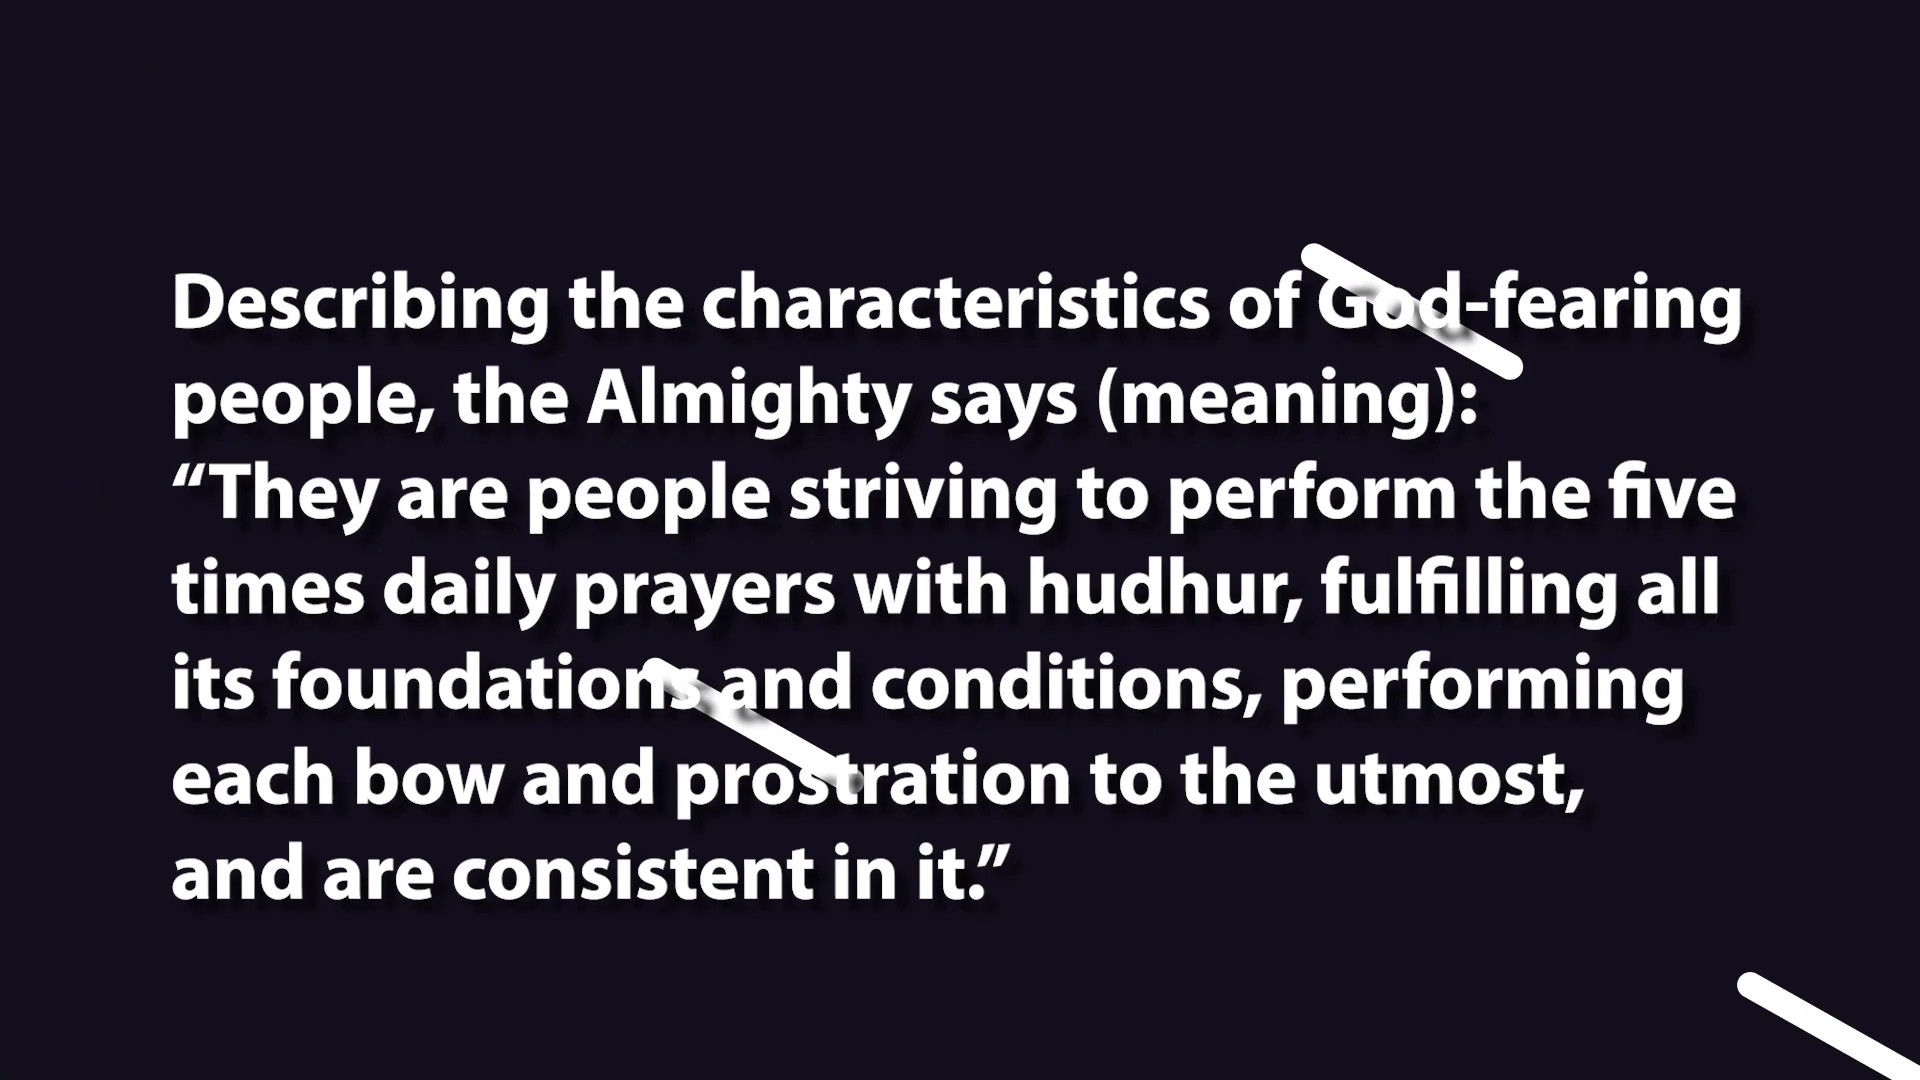 Describing the characteristics of God-fearing
people, the Almighty says (meaning):
“They are people striving to perform the five
times daily prayers with hudhur, fulfilling all
its foundations and conditions, performing
each bow and prostration to the utmost,
and are consistent in it.”